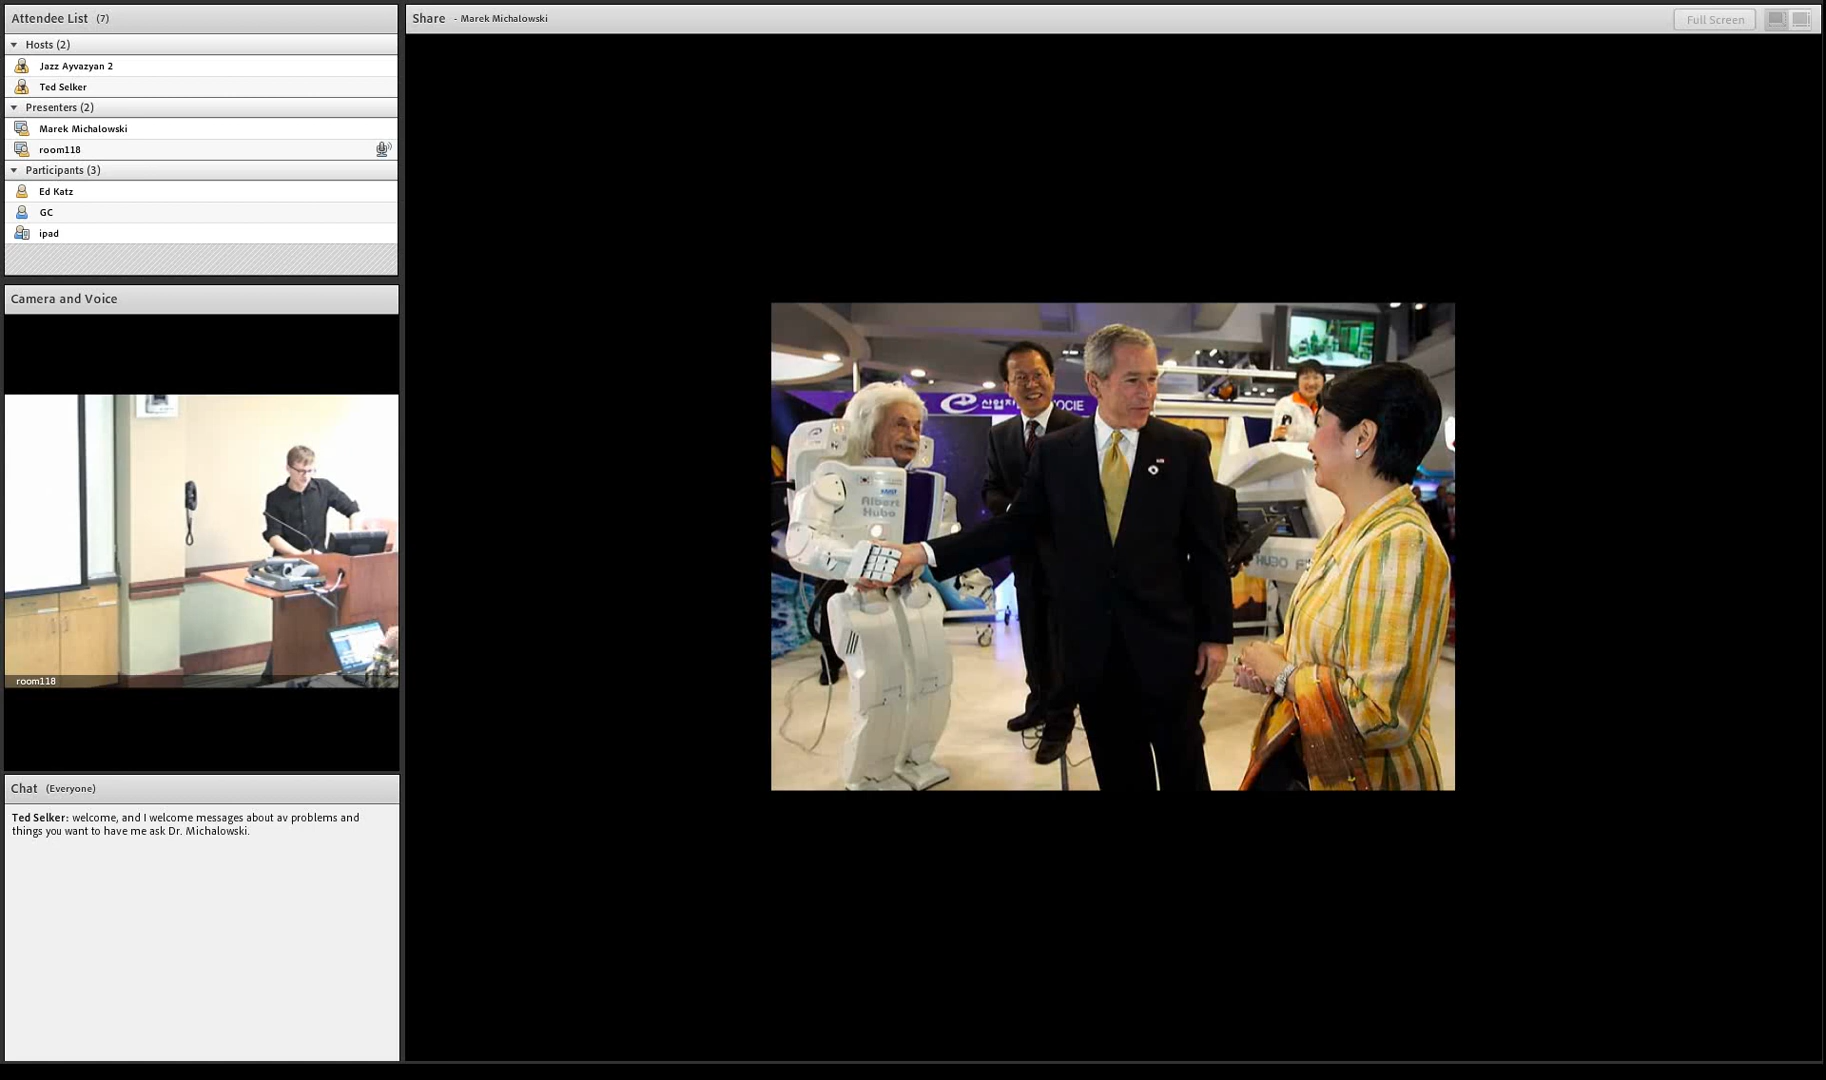 Attendee List (7)
Hosts (2)
Jazz Ayvazyan 2
Ted Selker
Presenters (2)
Marek Michalowski
room118
Participants (3)
Ed Katz
GC
ipad
Camera and Voice
room118
Chat (Everyone)
Ted Selker: welcome, and I welcome messages about av problems and
things you want to have me ask Dr. Michalowski.
Share - Marek Michalowski
Full Screen
Albert
Hubo
HUBO